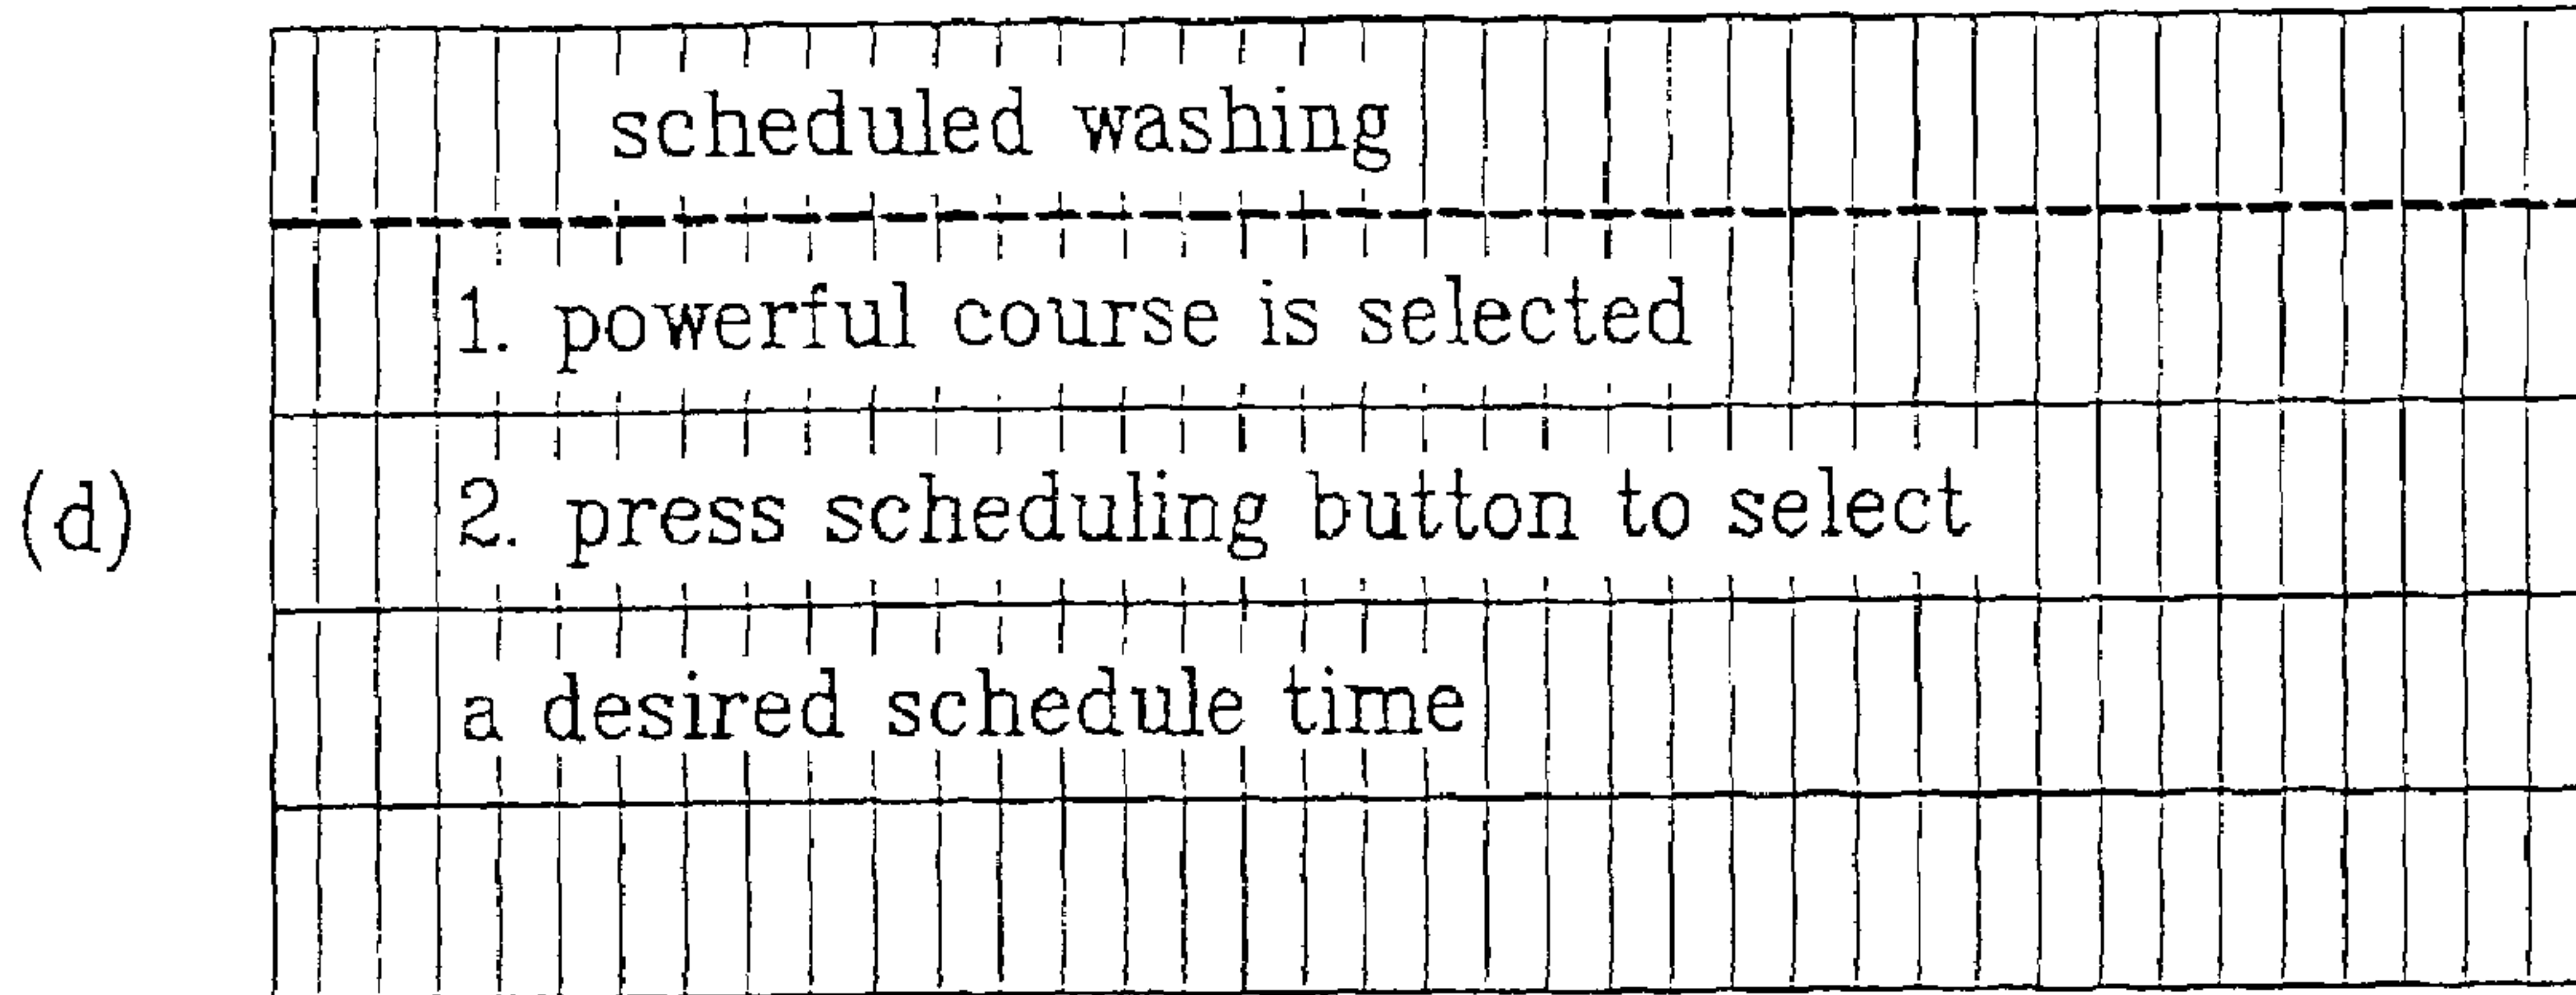 scheduled washing
1. powerful course is selected
(d)
2. press scheduling button to select
a desired schedule time